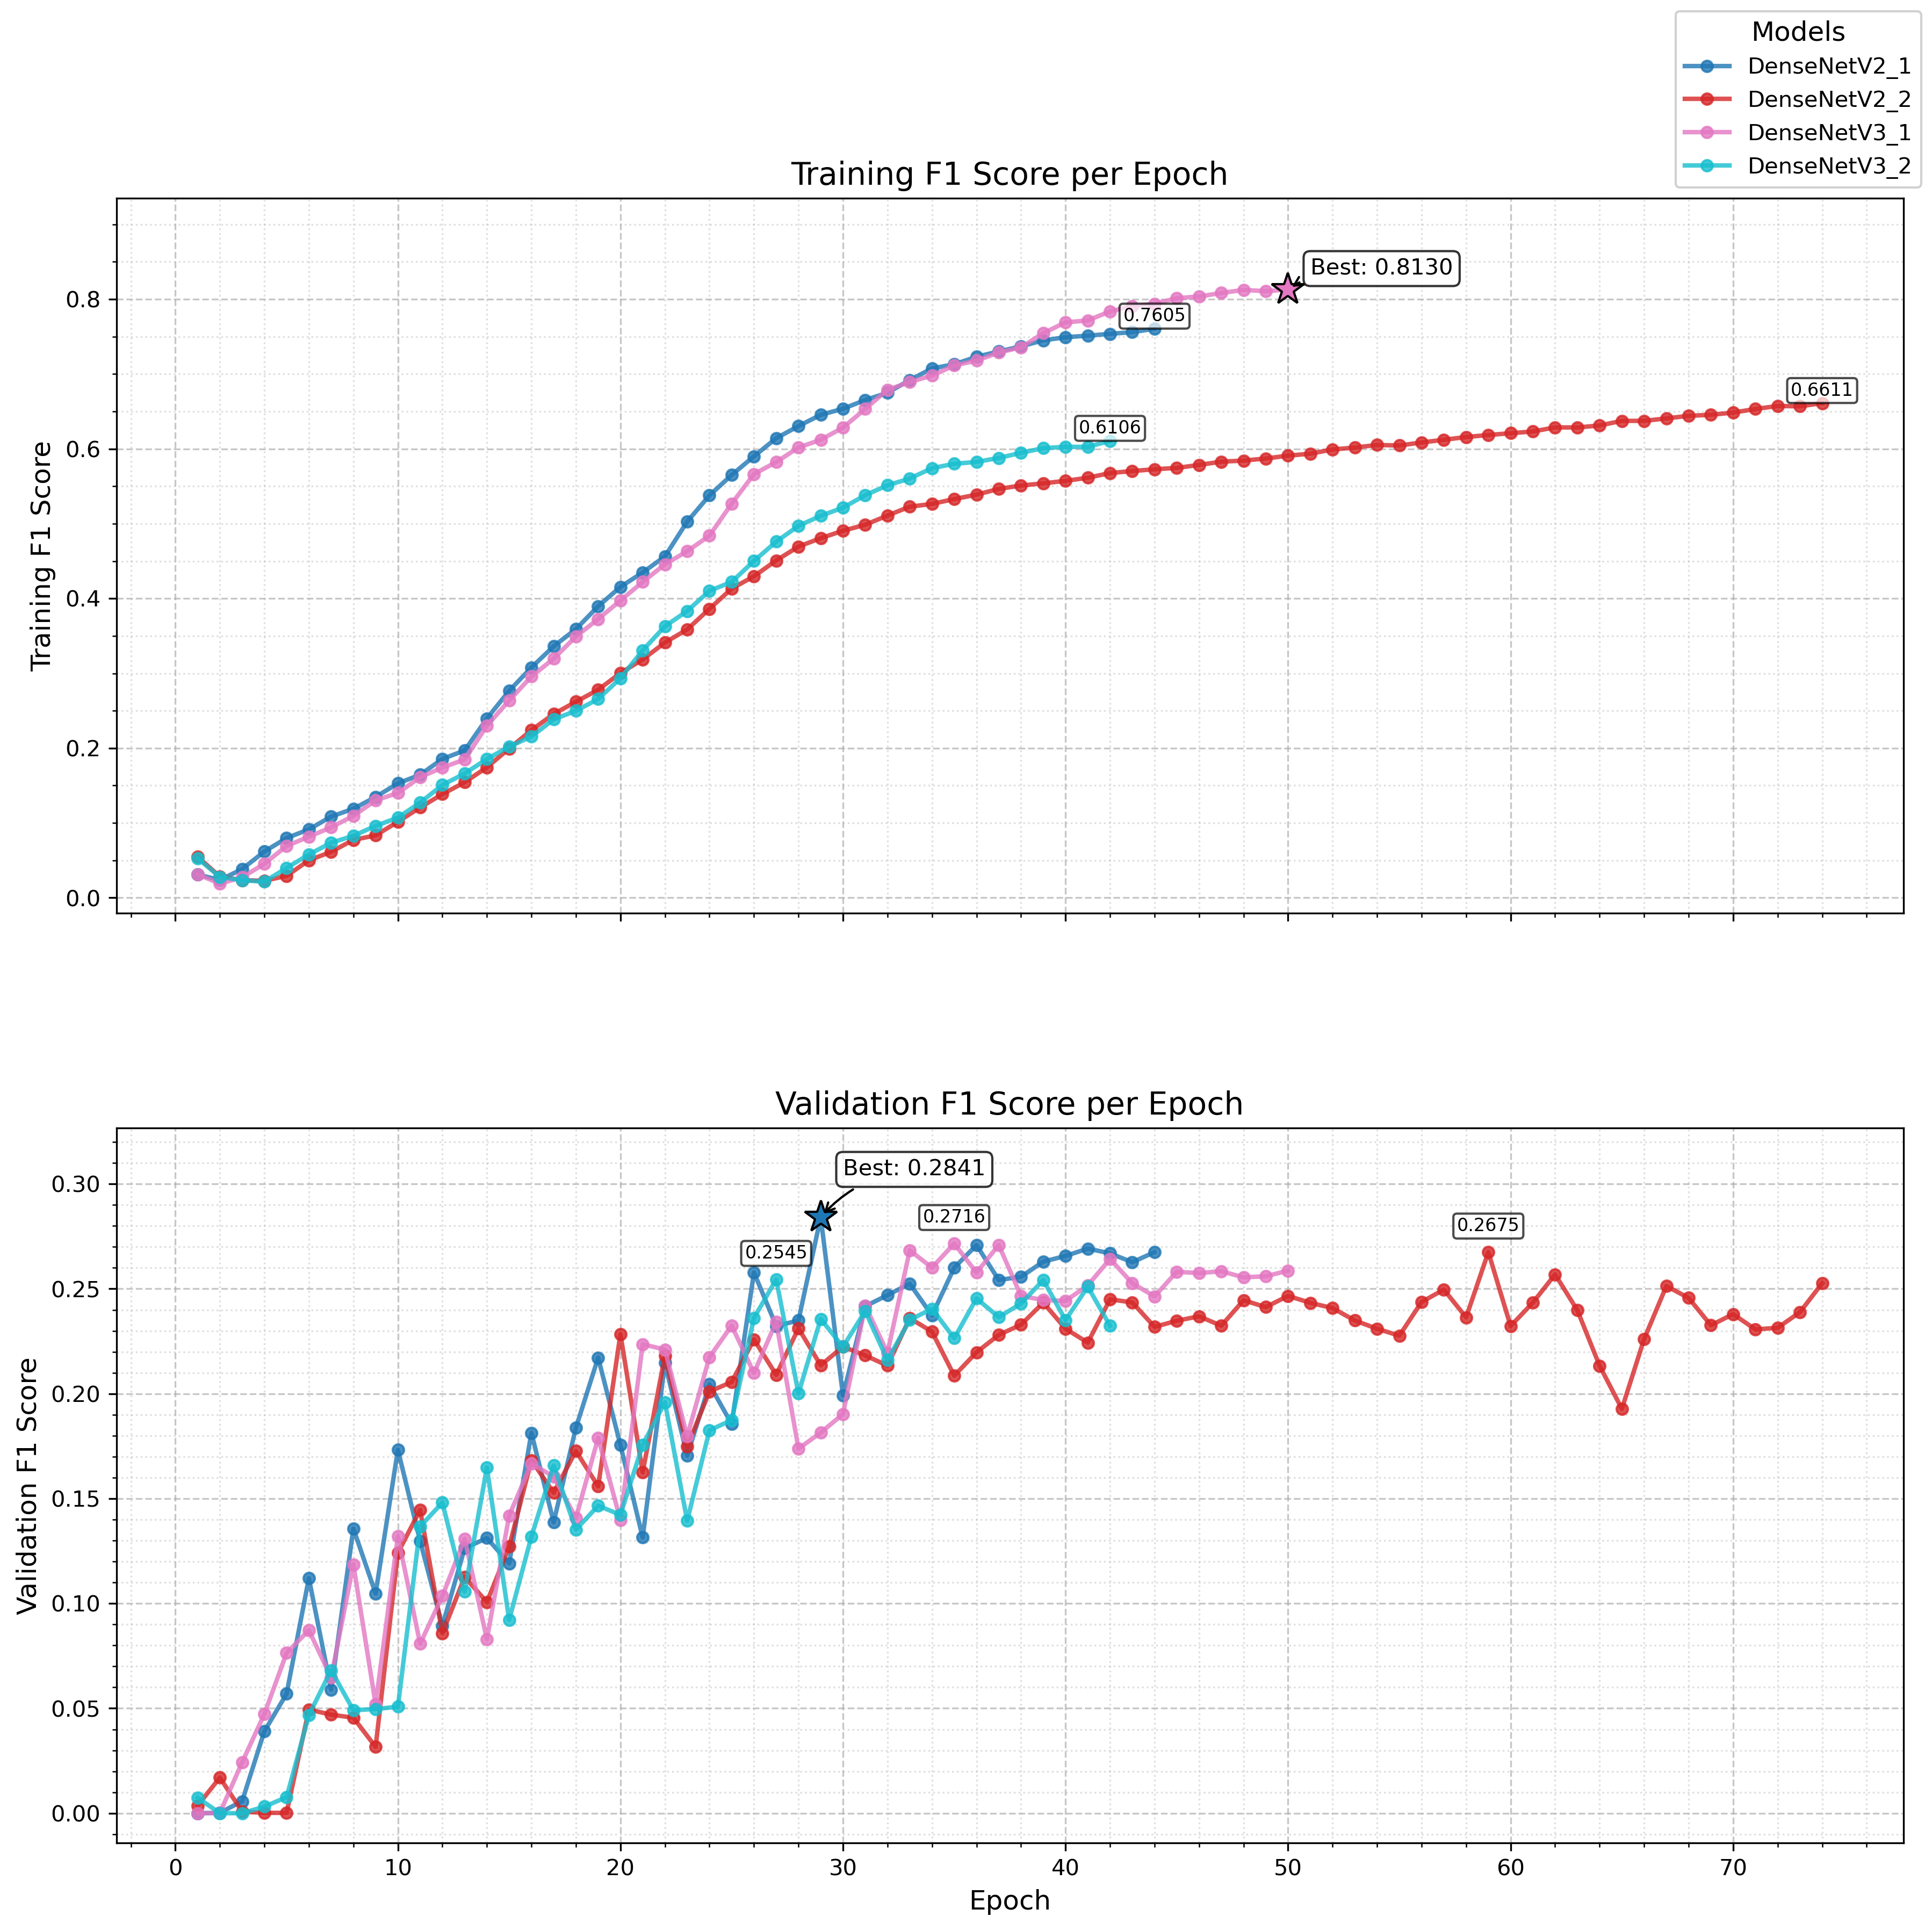 Models
DenseNetV2_1
DenseNetV2_2
DenseNetV3_1
DenseNetV3_2
Training F1 Score per Epoch
Training F1 Score
0.8
0.6
0.4
0.2
0.0
Best: 0.8130
0.7605
0.6611
0.6106
Validation F1 Score per Epoch
Validation F1 Score
0.30
0.25
0.20
0.15
0.10
0.05
0.00
Best: 0.2841
0.2716
0.2675
0.2545
0 10 20 30 40 50 60 70
Epoch